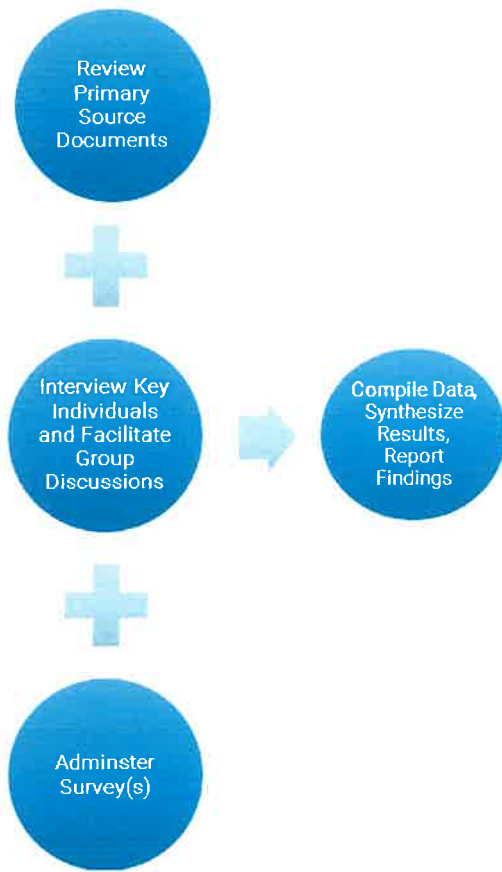 Review
Primary
Source
Documents
Interview Key
Individuals
and Facilitate
Group
Discussions
Compile Data,
Synthesize
Results,
Report
Findings
Adminster
Survey(s)